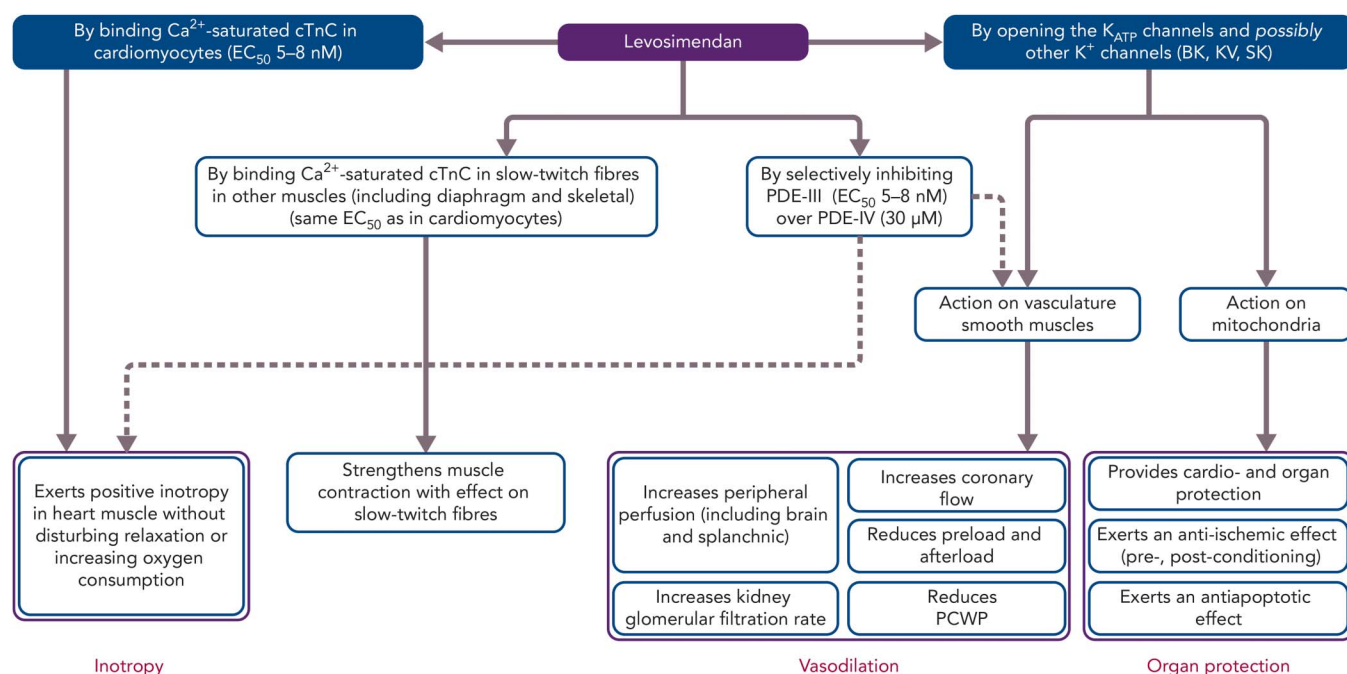 By binding Ca²⁺-saturated cTnC in
cardiomyocytes (EC₅₀ 5–8 nM)
Levosimendan
By opening the K_ATP channels and possibly
other K⁺ channels (BK, KV, SK)
By binding Ca²⁺-saturated cTnC in slow-twitch fibres
in other muscles (including diaphragm and skeletal)
(same EC₅₀ as in cardiomyocytes)
By selectively inhibiting
PDE-III (EC₅₀ 5–8 nM)
over PDE-IV (30 µM)
Action on vasculature
smooth muscles
Action on
mitochondria
Exerts positive inotropy
in heart muscle without
disturbing relaxation or
increasing oxygen
consumption
Strengthens muscle
contraction with effect on
slow-twitch fibres
Increases peripheral
perfusion (including brain
and splanchnic)
Increases coronary
flow
Reduces preload and
afterload
Increases kidney
glomerular filtration rate
Reduces
PCWP
Provides cardio- and organ
protection
Exerts an anti-ischemic effect
(pre-, post-conditioning)
Exerts an antiapoptotic
effect
Inotropy
Vasodilation
Organ protection